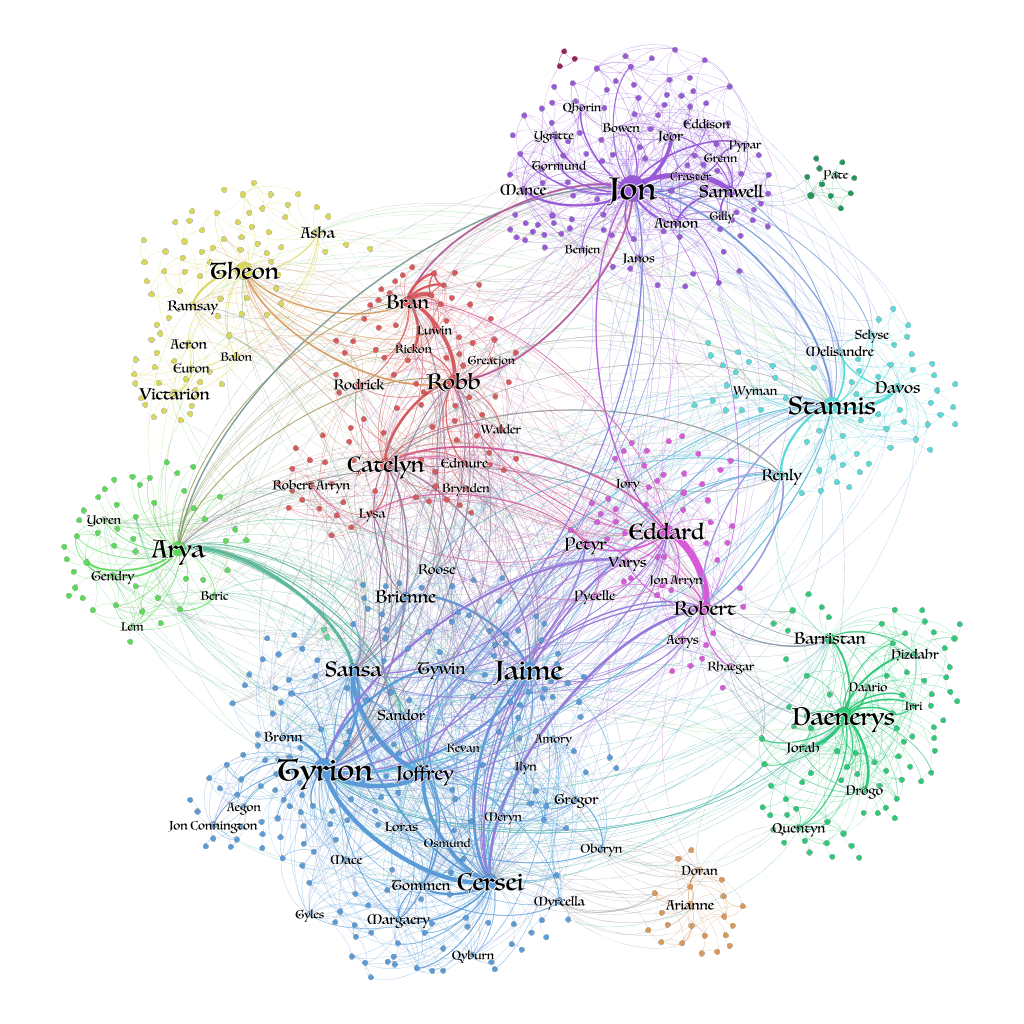 Qhorin
Eddison
Bowen
Ygritte
Jeor
Pypar
Grenn
Tormund
Pate
Craster
Jon
Mance
Samwell
Gilly
Aemon
Asha
Benjen
Janos
Theon
Bran
Ramsay
Luwin
Selyse
Aeron
Rickon
Melisandre
Balon
Greatjon
Euron
Robb
Rodrick
Davos
Wyman
Victarion
Stannis
Walder
Catelyn
Edmure
Renly
Robert Arryn
Jory
Brynden
Lysa
Yoren
Eddard
Petyr
Arya
Varys
Roose
Gendry
Jon Arryn
Beric
Brienne
Pycelle
Robert
Lem
Aerys
Barristan
Hizdahr
Rhaegar
Sansa
Tywin
Jaime
Daario
Irri
Sandor
Daenerys
Bronn
Amory
Kevan
Jorah
Ilyn
Tyrion
Joffrey
Drogo
Gregor
Aegon
Meryn
Jon Connington
Loras
Quentyn
Osmund
Oberyn
Mace
Doran
Tommen
Cersei
Myrcella
Arianne
Gyles
Margaery
Qyburn